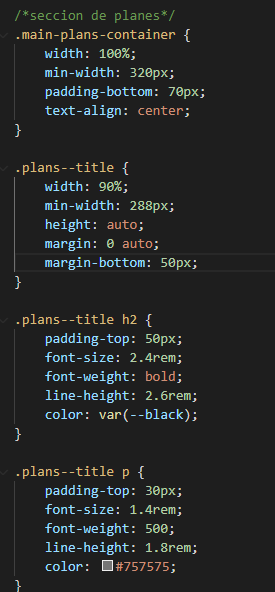 /*seccion de planes*/
.main-plans-container {
    width: 100%;
    min-width: 320px;
    padding-bottom: 70px;
    text-align: center;
}

.plans--title {
    width: 90%;
    min-width: 288px;
    height: auto;
    margin: 0 auto;
    margin-bottom: 50px;
}

.plans--title h2 {
    padding-top: 50px;
    font-size: 2.4rem;
    font-weight: bold;
    line-height: 2.6rem;
    color: var(--black);
}

.plans--title p {
    padding-top: 30px;
    font-size: 1.4rem;
    font-weight: 500;
    line-height: 1.8rem;
    color: #757575;
}